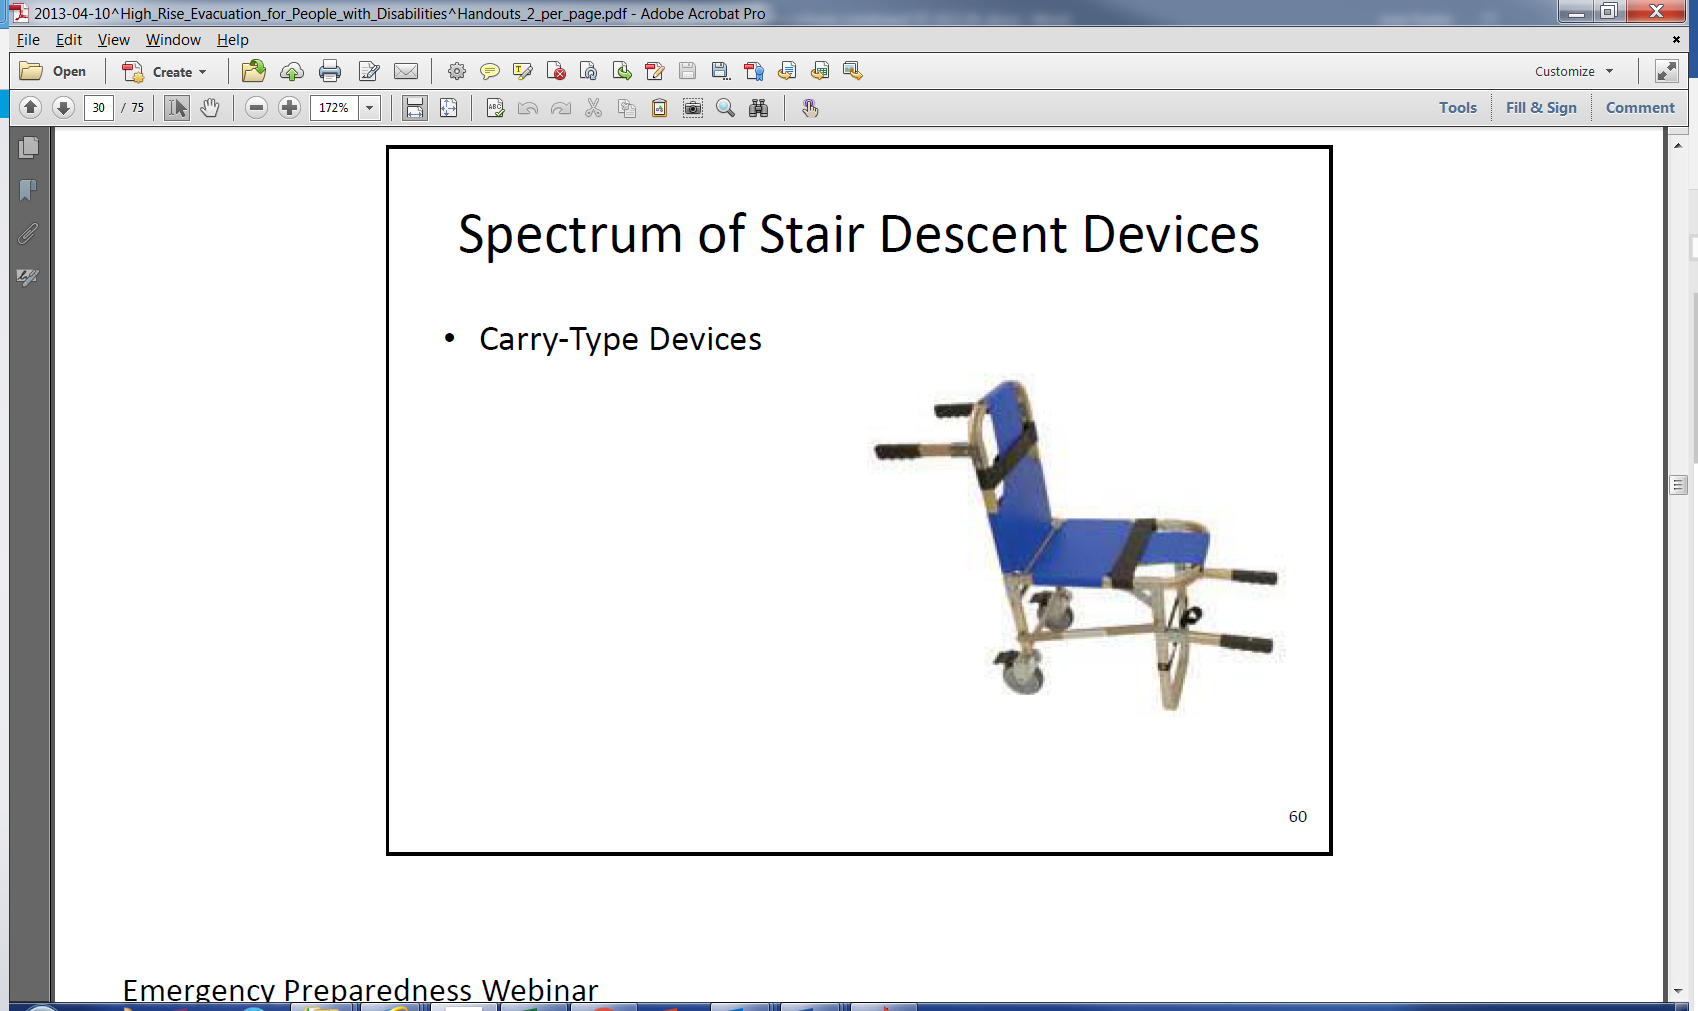 2013-04-10^High_Rise_Evacuation_for_People_with_Disabilities^Handouts_2_per_page.pdf - Adobe Acrobat Pro
File Edit View Window Help
Open Create Customize
30 / 75 172% Tools Fill & Sign Comment
Spectrum of Stair Descent Devices
• Carry-Type Devices
60
Emergency Preparedness Webinar